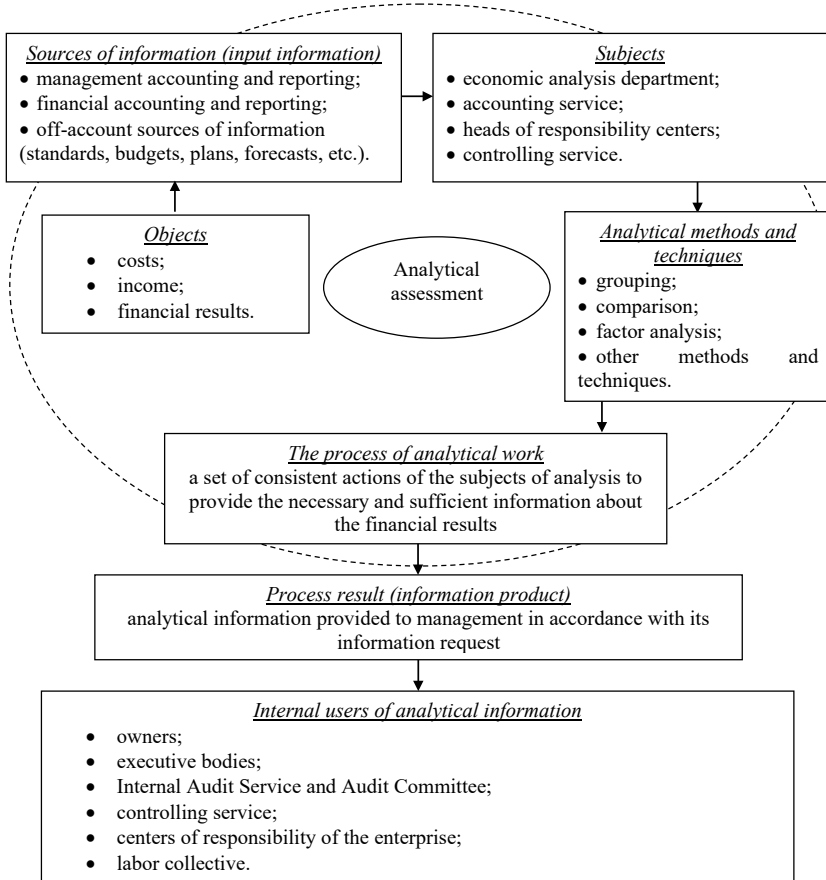 Sources of information (input information)
• management accounting and reporting;
• financial accounting and reporting;
• off-account sources of information
(standards, budgets, plans, forecasts, etc.).
Subjects
• economic analysis department;
• accounting service;
• heads of responsibility centers;
• controlling service.
Objects
• costs;
• income;
• financial results.
Analytical
assessment
Analytical methods and
techniques
• grouping;
• comparison;
• factor analysis;
• other methods and
techniques.
The process of analytical work
a set of consistent actions of the subjects of analysis to
provide the necessary and sufficient information about
the financial results
Process result (information product)
analytical information provided to management in accordance with its
information request
Internal users of analytical information
• owners;
• executive bodies;
• Internal Audit Service and Audit Committee;
• controlling service;
• centers of responsibility of the enterprise;
• labor collective.